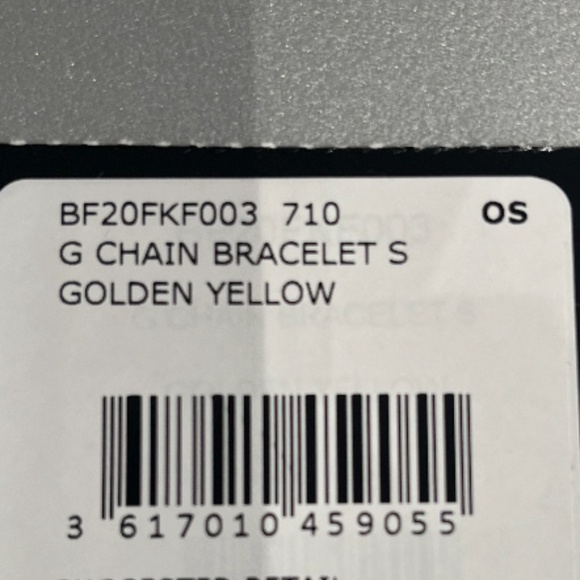 BF20FKF003 710 OS
G CHAIN BRACELET S
GOLDEN YELLOW
3 617010 459055